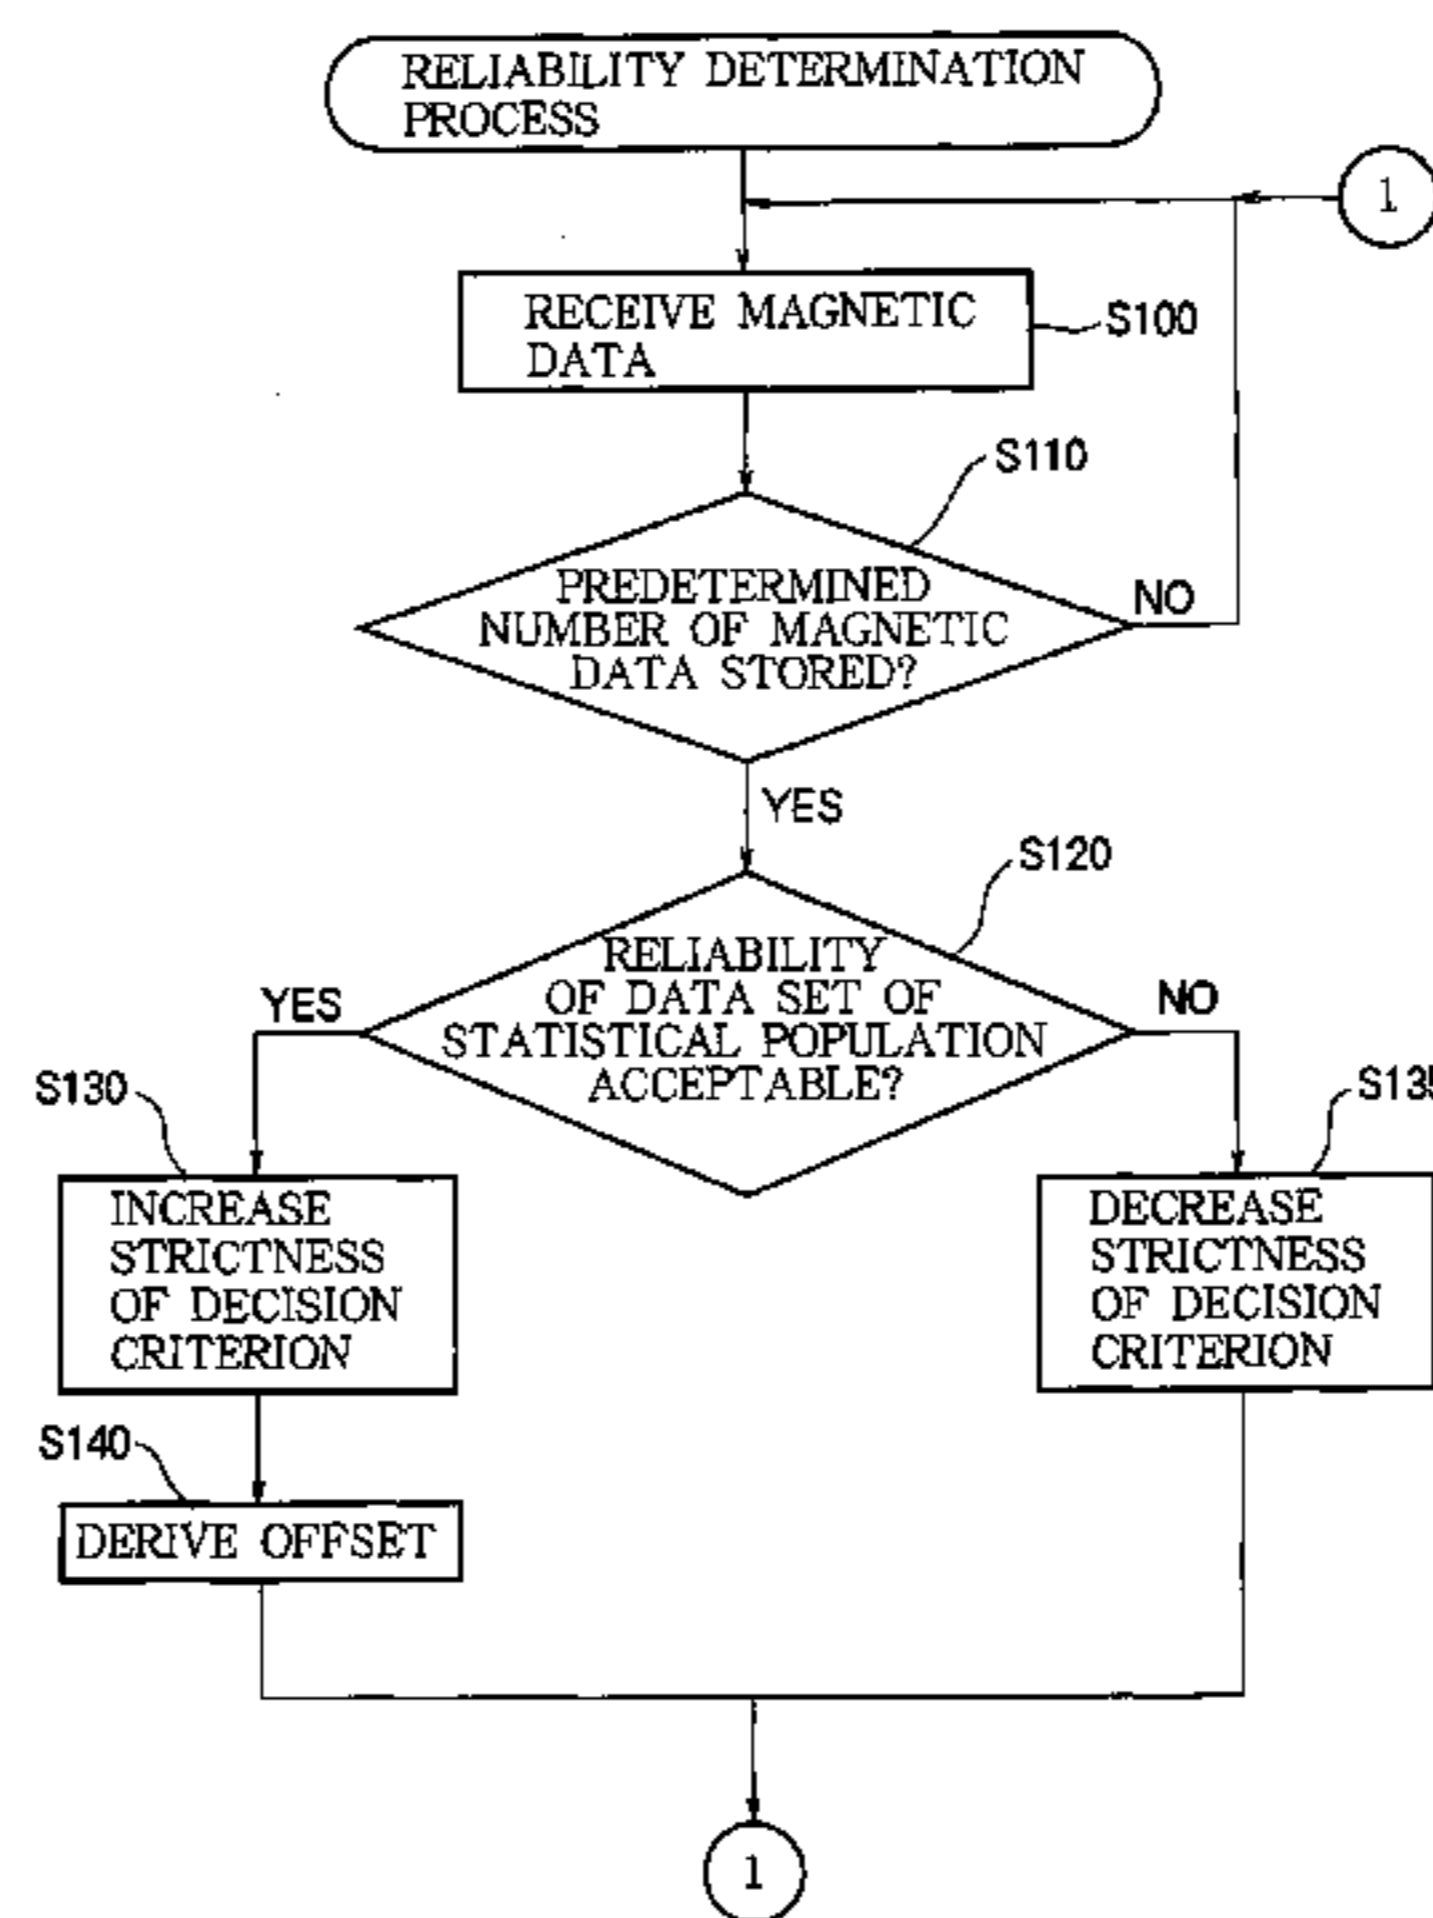 RELIABILITY DETERMINATION
PROCESS
1
RECEIVE MAGNETIC
DATA
S100
S110
PREDETERMINED
NUMBER OF MAGNETIC
DATA STORED?
NO
YES
S120
RELIABILITY
OF DATA SET OF
STATISTICAL POPULATION
ACCEPTABLE?
YES
NO
S130
S135
INCREASE
STRICTNESS
OF DECISION
CRITERION
DECREASE
STRICTNESS
OF DECISION
CRITERION
S140
DERIVE OFFSET
1